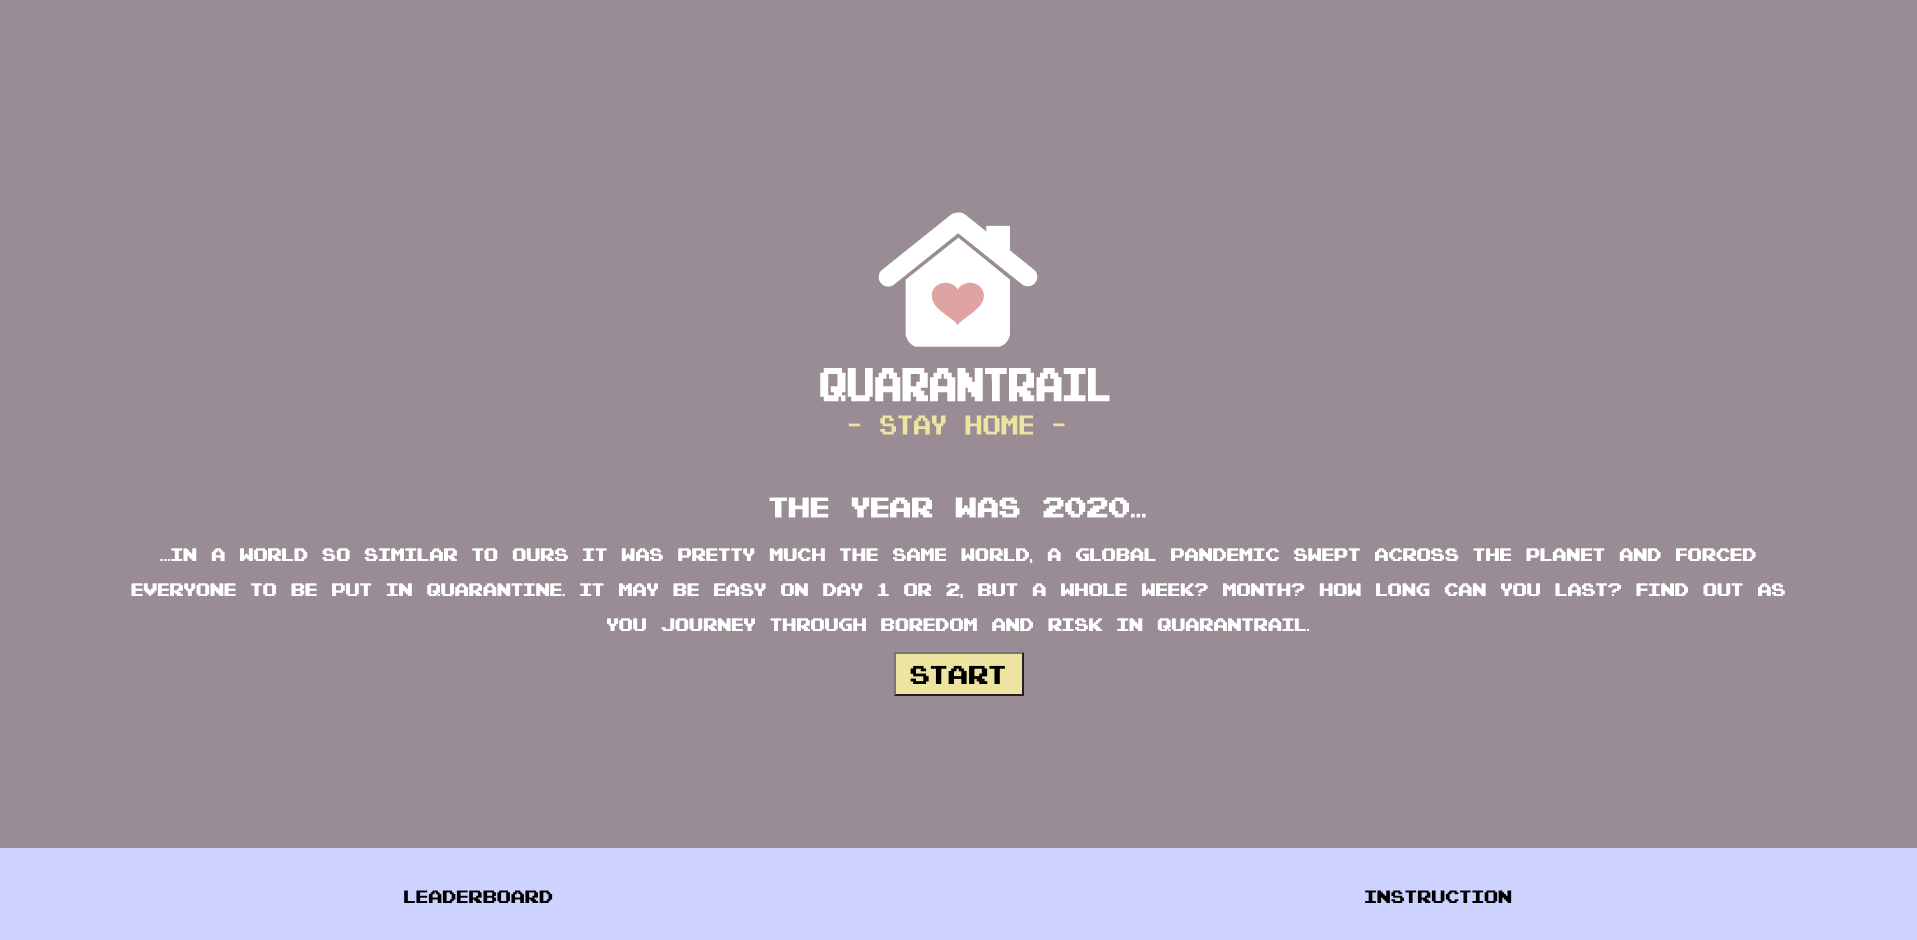 QUARANTRAIL
- STAY HOME -
THE YEAR WAS 2020...
...IN A WORLD SO SIMILAR TO OURS IT WAS PRETTY MUCH THE SAME WORLD, A GLOBAL PANDEMIC SWEPT ACROSS THE PLANET AND FORCED
EVERYONE TO BE PUT IN QUARANTINE. IT MAY BE EASY ON DAY 1 OR 2, BUT A WHOLE WEEK? MONTH? HOW LONG CAN YOU LAST? FIND OUT AS
YOU JOURNEY THROUGH BOREDOM AND RISK IN QUARANTRAIL.
START
LEADERBOARD
INSTRUCTION